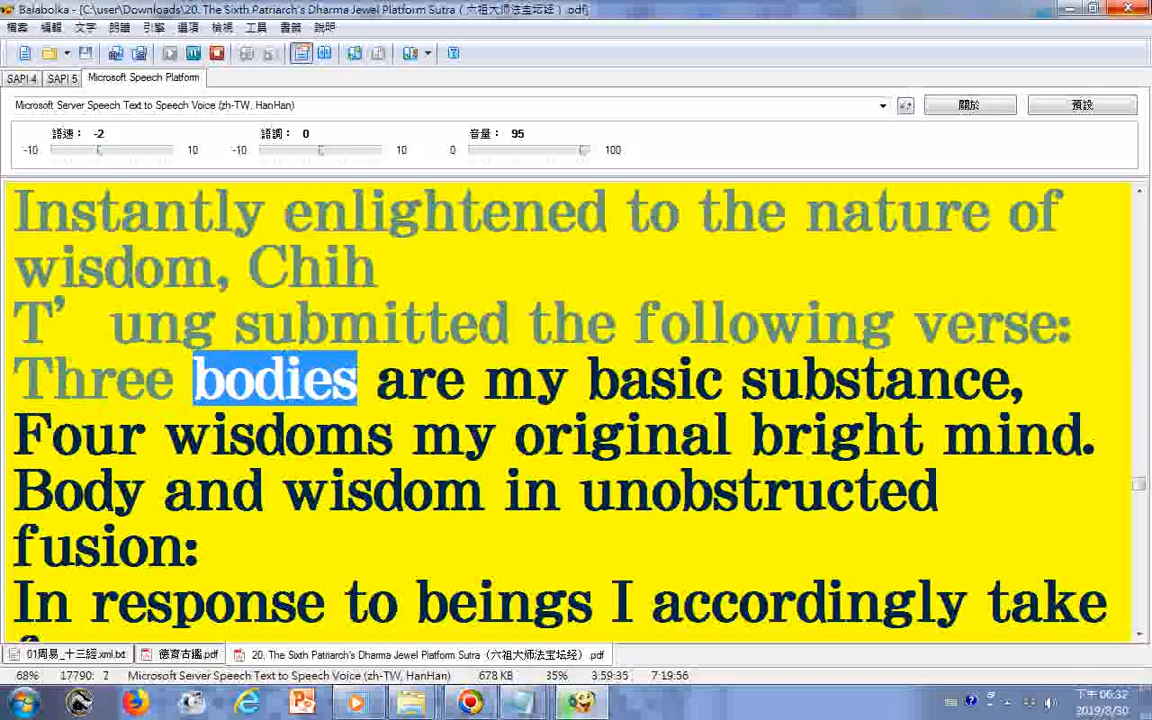 Balabolka - [C:\user\Downloads\20. The Sixth Patriarch's Dharma Jewel Platform Sutra（六祖大师法宝坛经）.pdf]
檔案 編輯 文字 朗讀 引擎 選項 檢視 工具 書籤 說明
SAPI 4 SAPI 5 Microsoft Speech Platform
Microsoft Server Speech Text to Speech Voice (zh-TW, HanHan) 關於 預設
語速： -2 語調： 0 音量： 95
-10 10 -10 10 0 100
Instantly enlightened to the nature of
wisdom, Chih
T’ ung submitted the following verse:
Three bodies are my basic substance,
Four wisdoms my original bright mind.
Body and wisdom in unobstructed
fusion:
In response to beings I accordingly take
01周易_十三經.xml.txt 德育古鑑.pdf 20. The Sixth Patriarch's Dharma Jewel Platform Sutra（六祖大师法宝坛经）.pdf
68% 17790: 2 Microsoft Server Speech Text to Speech Voice (zh-TW, HanHan) 678 KB 35% 3:59:35 7:19:56
下午 06:32
2019/8/30